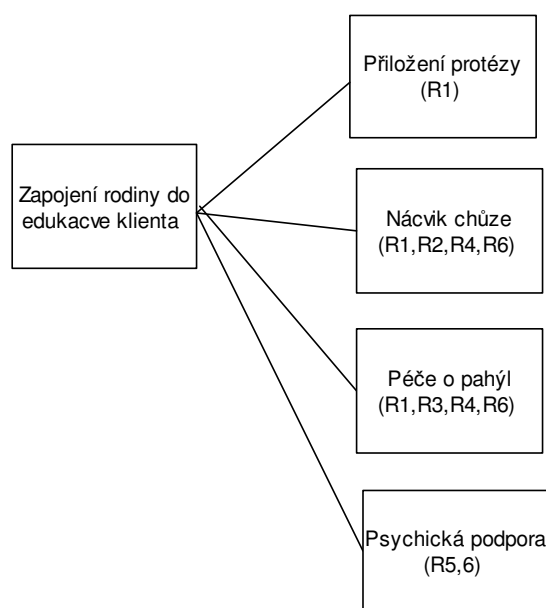 Přiložení protézy
(R1)
Zapojení rodiny do
edukacve klienta
Nácvik chůze
(R1,R2,R4,R6)
Péče o pahýl
(R1,R3,R4,R6)
Psychická podpora
(R5,6)